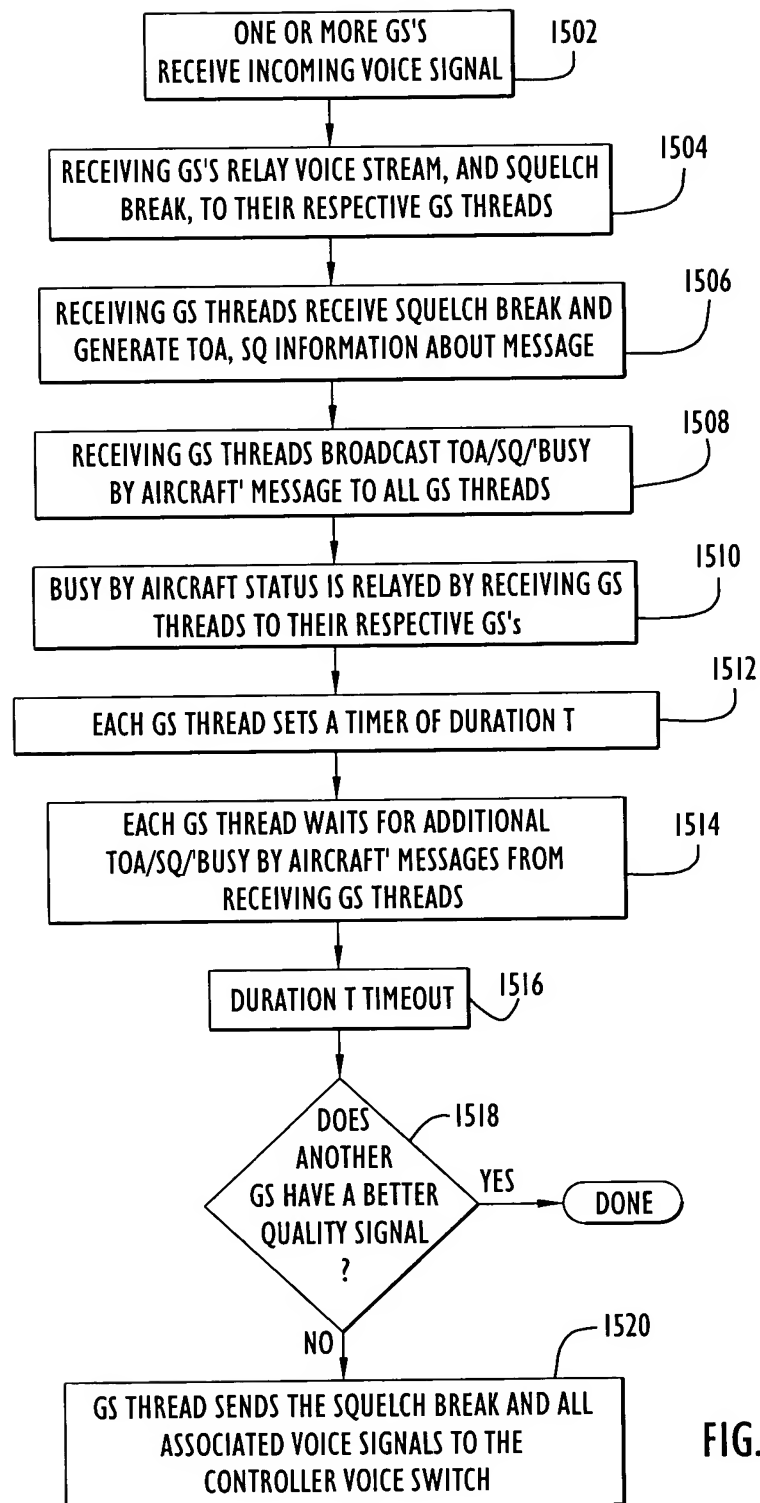 ONE OR MORE GS'S
RECEIVE INCOMING VOICE SIGNAL
1502
RECEIVING GS'S RELAY VOICE STREAM, AND SQUELCH
BREAK, TO THEIR RESPECTIVE GS THREADS
1504
RECEIVING GS THREADS RECEIVE SQUELCH BREAK AND
GENERATE TOA, SQ INFORMATION ABOUT MESSAGE
1506
RECEIVING GS THREADS BROADCAST TOA/SQ/'BUSY
BY AIRCRAFT' MESSAGE TO ALL GS THREADS
1508
BUSY BY AIRCRAFT STATUS IS RELAYED BY RECEIVING GS
THREADS TO THEIR RESPECTIVE GS's
1510
EACH GS THREAD SETS A TIMER OF DURATION T
1512
EACH GS THREAD WAITS FOR ADDITIONAL
TOA/SQ/'BUSY BY AIRCRAFT' MESSAGES FROM
RECEIVING GS THREADS
1514
DURATION T TIMEOUT
1516
DOES
ANOTHER
GS HAVE A BETTER
QUALITY SIGNAL
?
1518
YES
DONE
NO
1520
GS THREAD SENDS THE SQUELCH BREAK AND ALL
ASSOCIATED VOICE SIGNALS TO THE
CONTROLLER VOICE SWITCH
FIG.